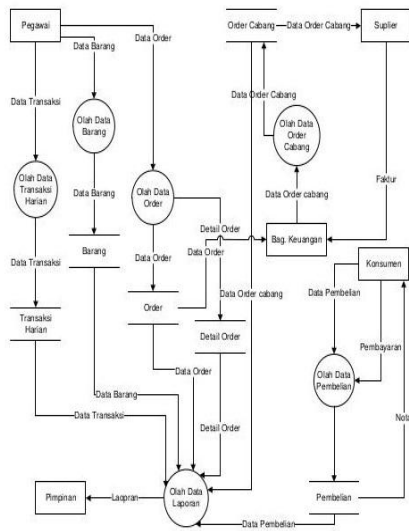 Pegawai
Order Cabang
Data Order Cabang
Suplier
Data Barang
Data Order
Data Transaksi
Data Order Cabang
Olah Data
Barang
Olah Data
Order
Cabang
Olah Data
Transaksi
Harian
Olah Data
Order
Data Barang
Data Order cabang
Faktur
Detail Order
Data Transaksi
Barang
Data Order
Data Order
Bag. Keuangan
Konsumen
Data Order cabang
Data Pembelian
Transaksi
Harian
Order
Detail Order
Pembayaran
Data Order
Olah Data
Pembelian
Data Barang
Data Transaksi
Detail Order
Nota
Pimpinan
Laopran
Olah Data
Laporan
Pembelian
Data Pembelian